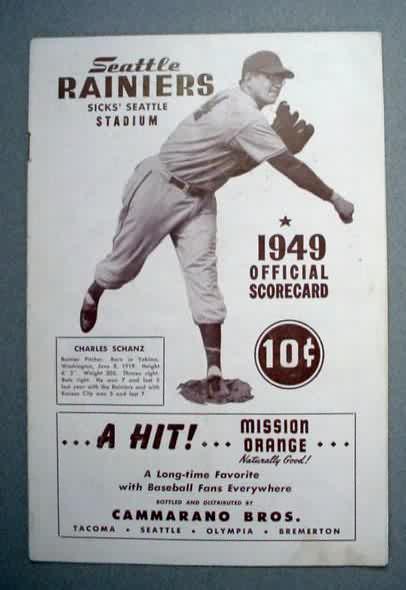 Seattle
RAINIERS
SICKS' SEATTLE
STADIUM
1949
OFFICIAL
SCORECARD
10¢
CHARLES SCHANZ
Rainier Pitcher. Born in Yakima,
Washington, June 8, 1919. Height
6' 3". Weight 205. Throws right.
Bats right. He won 7 and lost 5
last year with the Rainiers and with
Kansas City won 5 and lost 7.
...A HIT!... MISSION
ORANGE ...
Naturally Good!
A Long-time Favorite
with Baseball Fans Everywhere
BOTTLED AND DISTRIBUTED BY
CAMMARANO BROS.
TACOMA • SEATTLE • OLYMPIA • BREMERTON